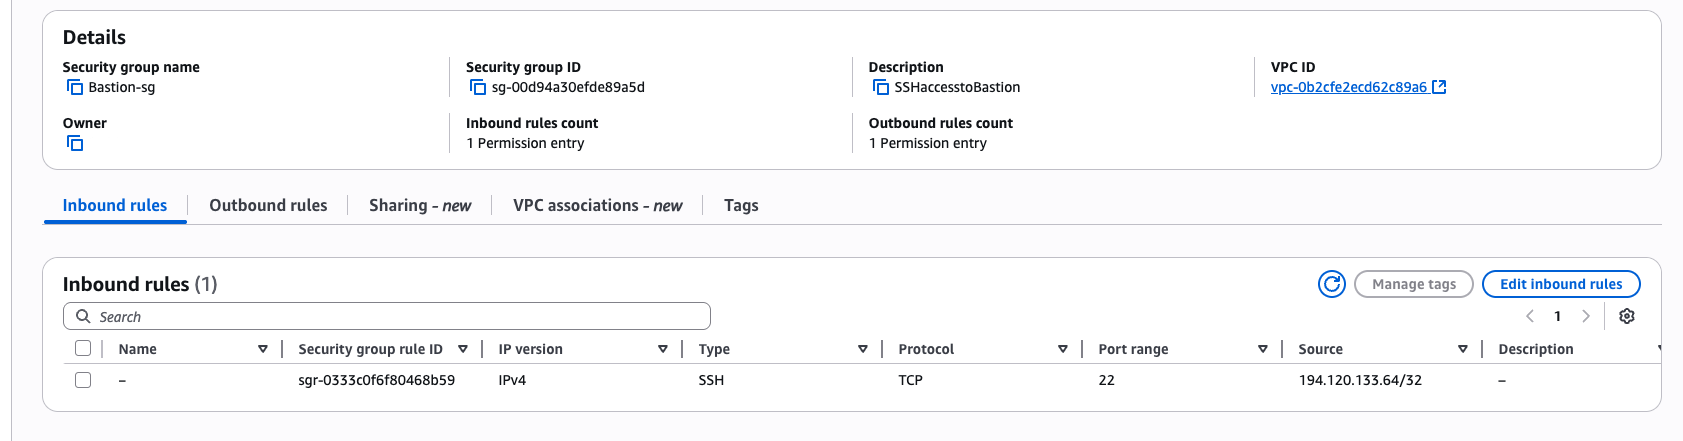 Details
Security group name
Bastion-sg
Security group ID
sg-00d94a30efde89a5d
Description
SSHaccesstoBastion
VPC ID
vpc-0b2cfe2ecd62c89a6
Owner
Inbound rules count
1 Permission entry
Outbound rules count
1 Permission entry
Inbound rules Outbound rules Sharing - new VPC associations - new Tags
Inbound rules (1)
Manage tags Edit inbound rules
Search
1
Name Security group rule ID IP version Type Protocol Port range Source Description
– sgr-0333c0f6f80468b59 IPv4 SSH TCP 22 194.120.133.64/32 –